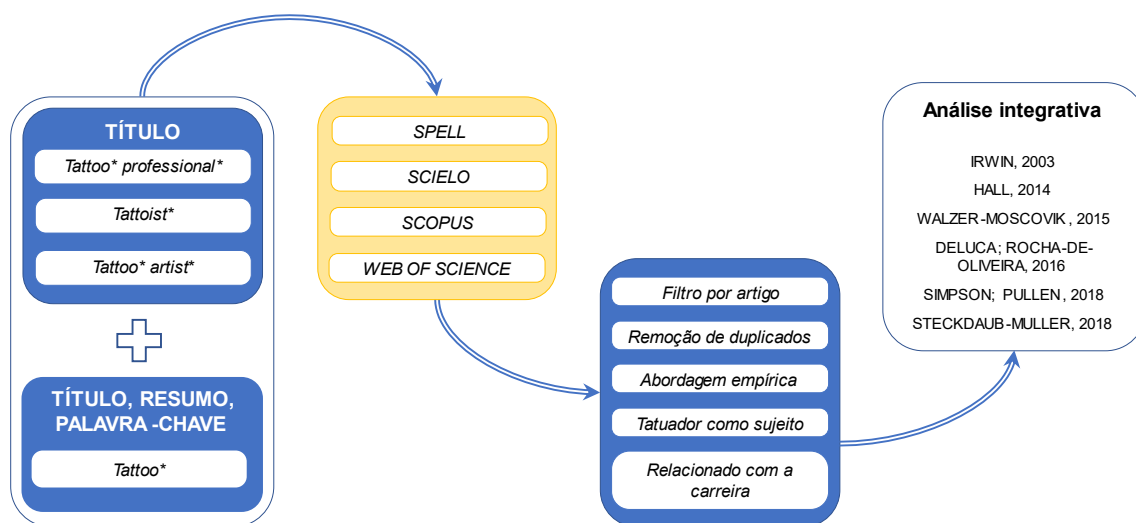 TÍTULO
Tattoo* professional*
Tattoist*
Tattoo* artist*
TÍTULO, RESUMO,
PALAVRA -CHAVE
Tattoo*
SPELL
SCIELO
SCOPUS
WEB OF SCIENCE
Filtro por artigo
Remoção de duplicados
Abordagem empírica
Tatuador como sujeito
Relacionado com a
carreira
Análise integrativa
IRWIN, 2003
HALL, 2014
WALZER-MOSCOVIK, 2015
DELUCA; ROCHA-DE-
OLIVEIRA, 2016
SIMPSON; PULLEN, 2018
STECKDAUB-MULLER, 2018